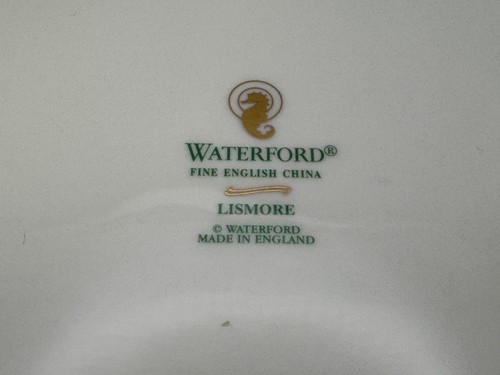 WATERFORD®
FINE ENGLISH CHINA
LISMORE
© WATERFORD
MADE IN ENGLAND